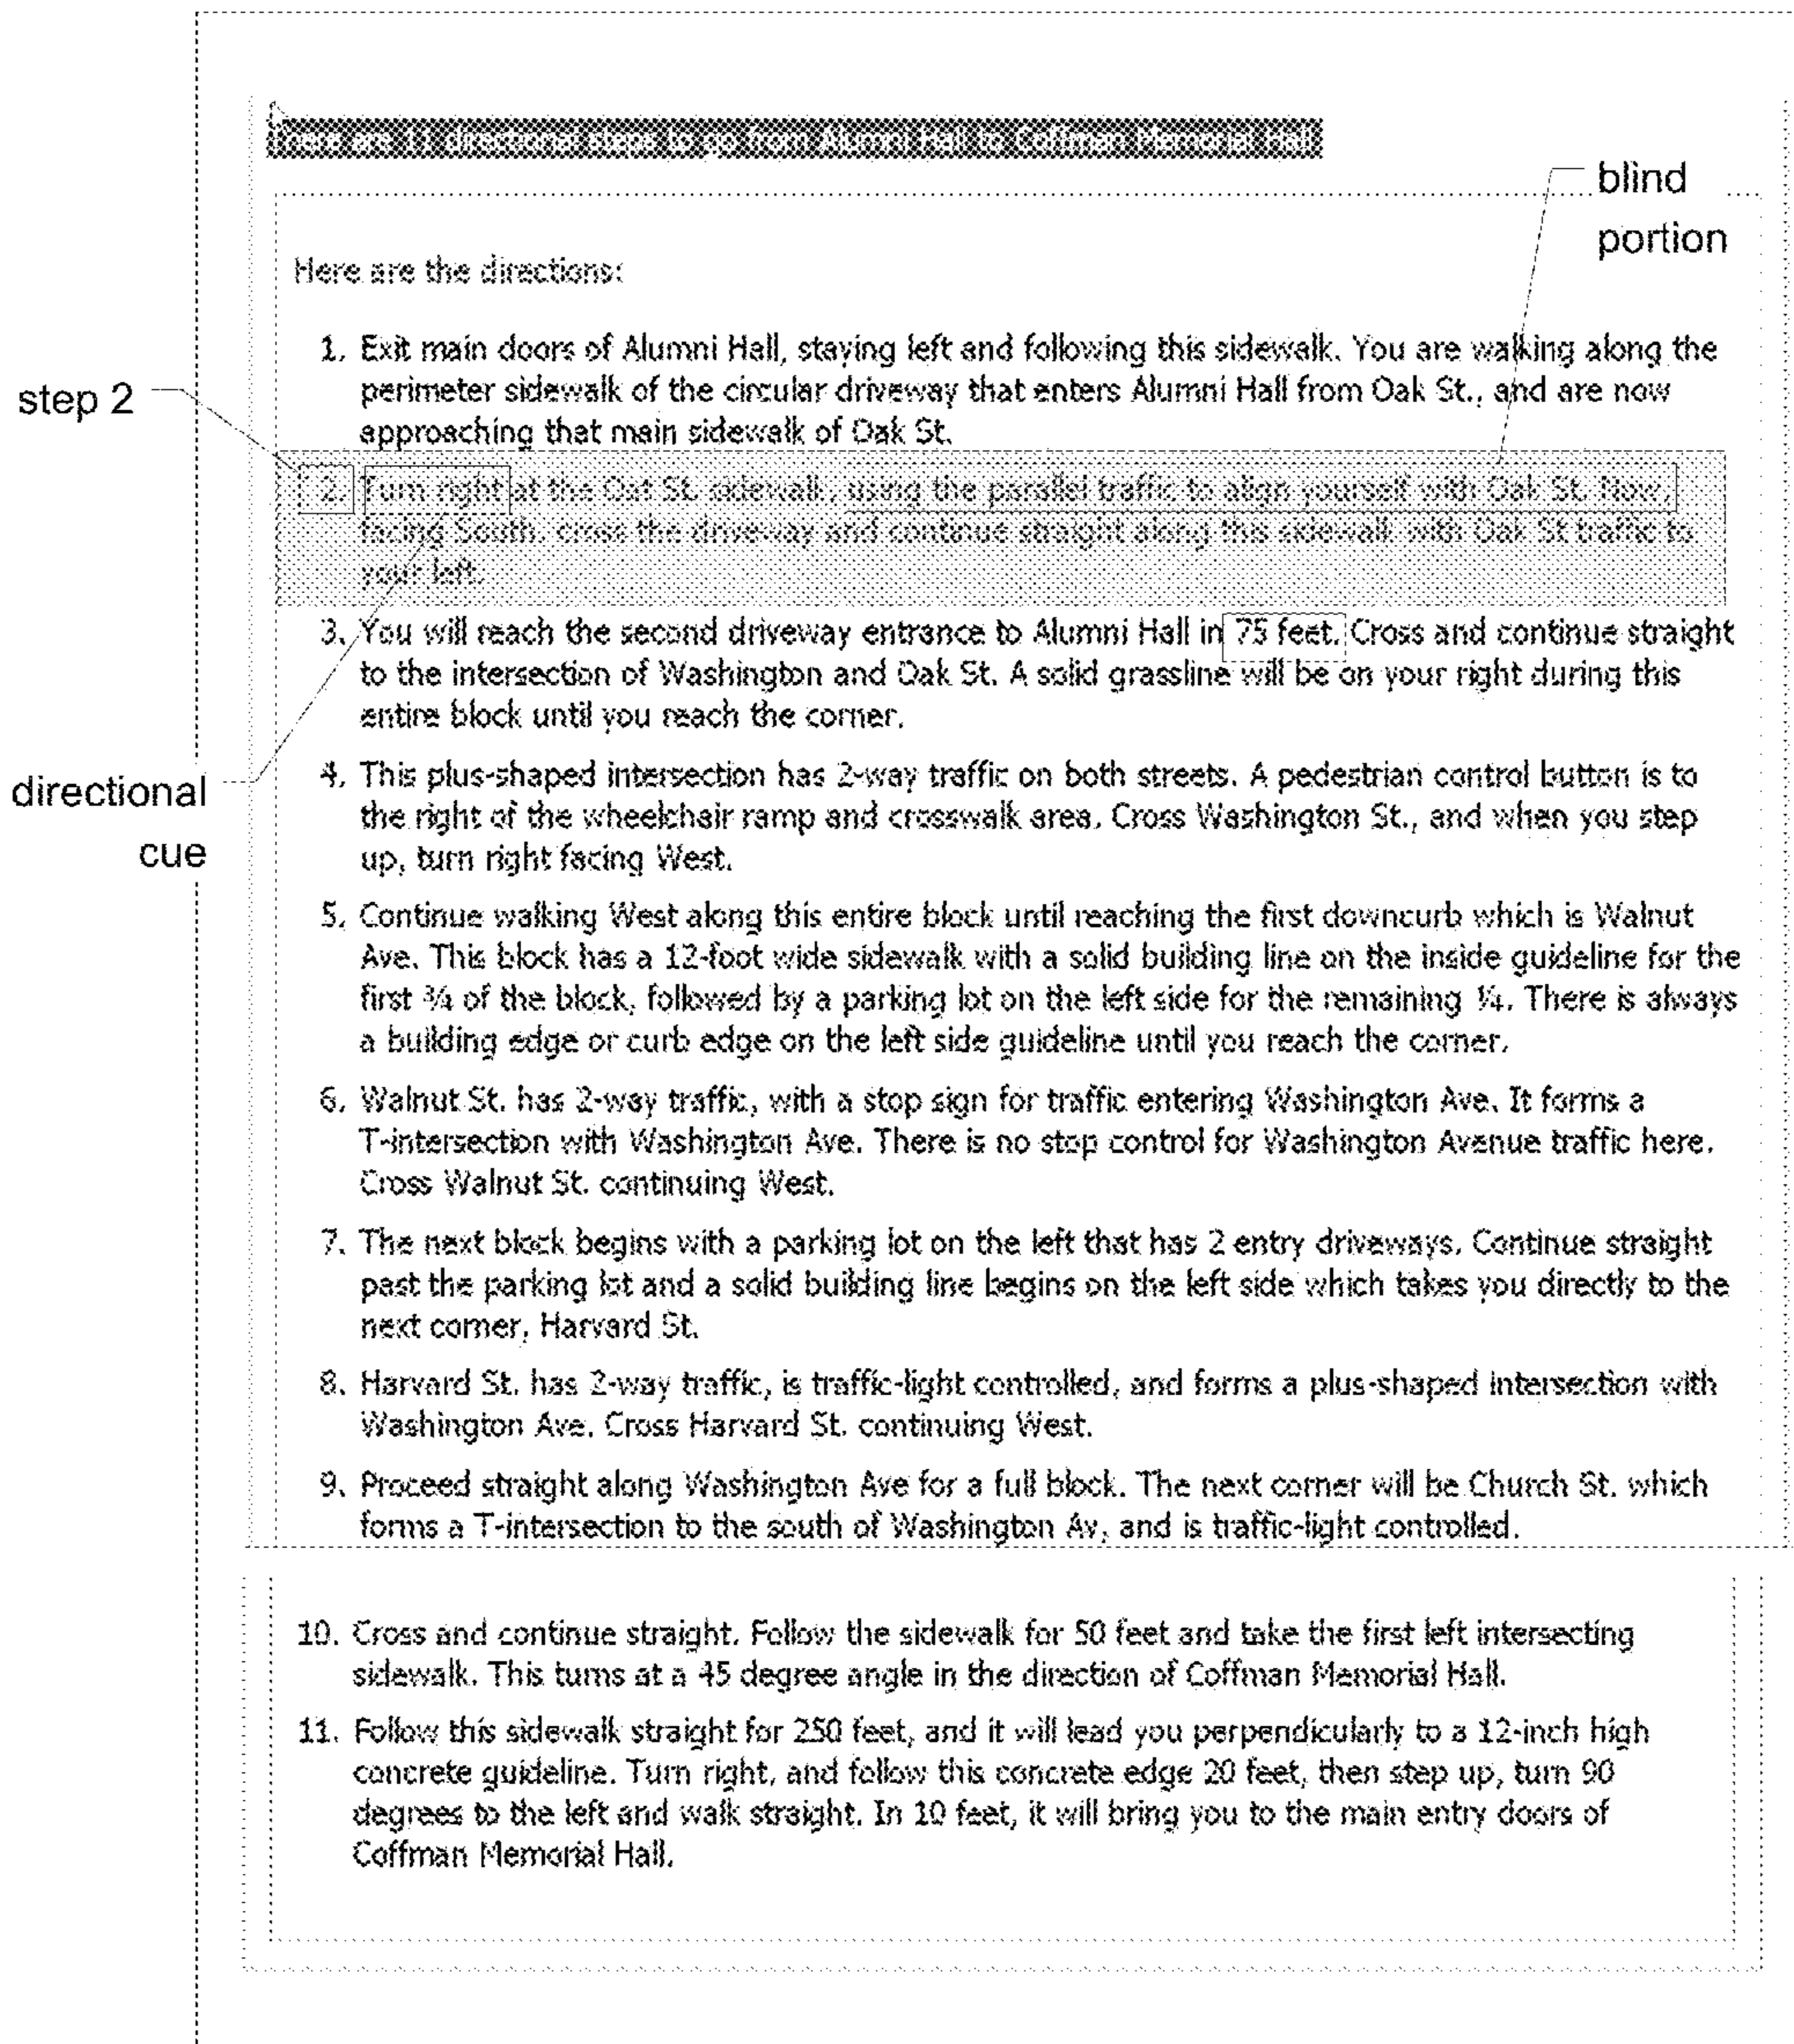 There are 11 directional steps to go from Alumni Hall to Coffman Memorial Hall
blind
portion
Here are the directions:
1. Exit main doors of Alumni Hall, staying left and following this sidewalk. You are walking along the
perimeter sidewalk of the circular driveway that enters Alumni Hall from Oak St., and are now
approaching that main sidewalk of Oak St.
step 2
2. Turn right at the Oat St. sidewalk, using the parallel traffic to align yourself with Oak St. Now,
facing South, cross the driveway and continue straight along this sidewalk with Oak St traffic to
your left.
3. You will reach the second driveway entrance to Alumni Hall in 75 feet. Cross and continue straight
to the intersection of Washington and Oak St. A solid grassline will be on your right during this
entire block until you reach the corner.
directional
cue
4. This plus-shaped intersection has 2-way traffic on both streets. A pedestrian control button is to
the right of the wheelchair ramp and crosswalk area. Cross Washington St., and when you step
up, turn right facing West.
5. Continue walking West along this entire block until reaching the first downcurb which is Walnut
Ave. This block has a 12-foot wide sidewalk with a solid building line on the inside guideline for the
first ¾ of the block, followed by a parking lot on the left side for the remaining ¼. There is always
a building edge or curb edge on the left side guideline until you reach the corner.
6. Walnut St. has 2-way traffic, with a stop sign for traffic entering Washington Ave. It forms a
T-intersection with Washington Ave. There is no stop control for Washington Avenue traffic here.
Cross Walnut St. continuing West.
7. The next block begins with a parking lot on the left that has 2 entry driveways. Continue straight
past the parking lot and a solid building line begins on the left side which takes you directly to the
next corner, Harvard St.
8. Harvard St. has 2-way traffic, is traffic-light controlled, and forms a plus-shaped intersection with
Washington Ave. Cross Harvard St. continuing West.
9. Proceed straight along Washington Ave for a full block. The next corner will be Church St. which
forms a T-intersection to the south of Washington Av, and is traffic-light controlled.
10. Cross and continue straight. Follow the sidewalk for 50 feet and take the first left intersecting
sidewalk. This turns at a 45 degree angle in the direction of Coffman Memorial Hall.
11. Follow this sidewalk straight for 250 feet, and it will lead you perpendicularly to a 12-inch high
concrete guideline. Turn right, and follow this concrete edge 20 feet, then step up, turn 90
degrees to the left and walk straight. In 10 feet, it will bring you to the main entry doors of
Coffman Memorial Hall.